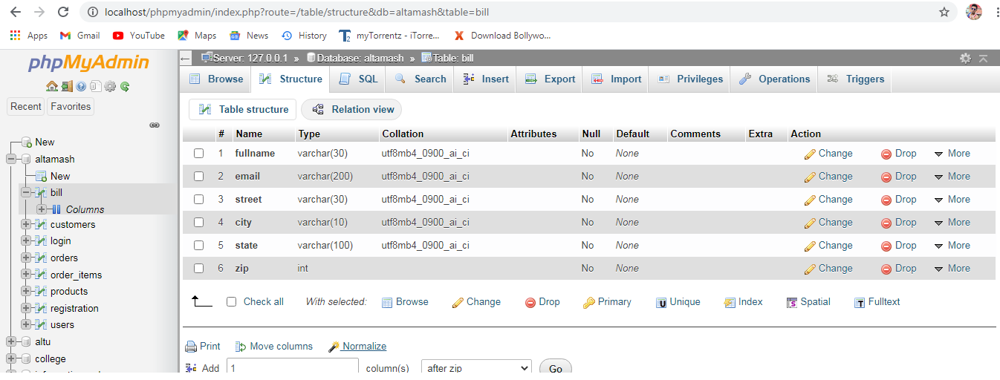 localhost/phpmyadmin/index.php?route=/table/structure&db=altamash&table=bill
Apps Gmail YouTube Maps News History myTorrentz - iTorre... Download Bollywo...
phpMyAdmin
Recent Favorites
New
altamash
New
bill
Columns
customers
login
orders
order_items
products
registration
users
altu
college
Server: 127.0.0.1 » Database: altamash » Table: bill
Browse Structure SQL Search Insert Export Import Privileges Operations Triggers
Table structure Relation view
# Name Type Collation Attributes Null Default Comments Extra Action
1 fullname varchar(30) utf8mb4_0900_ai_ci No None Change Drop More
2 email varchar(200) utf8mb4_0900_ai_ci No None Change Drop More
3 street varchar(30) utf8mb4_0900_ai_ci No None Change Drop More
4 city varchar(10) utf8mb4_0900_ai_ci No None Change Drop More
5 state varchar(100) utf8mb4_0900_ai_ci No None Change Drop More
6 zip int No None Change Drop More
Check all With selected: Browse Change Drop Primary Unique Index Spatial Fulltext
Print Move columns Normalize
Add 1 column(s) after zip Go